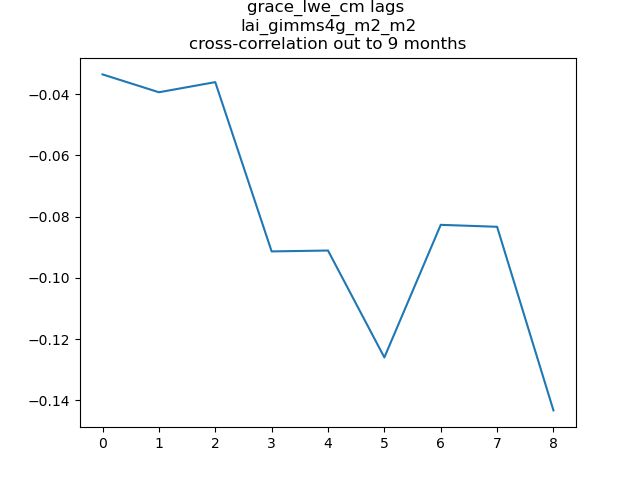 grace_lwe_cm lags
lai_gimms4g_m2_m2
cross-correlation out to 9 months
−0.04
−0.06
−0.08
−0.10
−0.12
−0.14
0 1 2 3 4 5 6 7 8